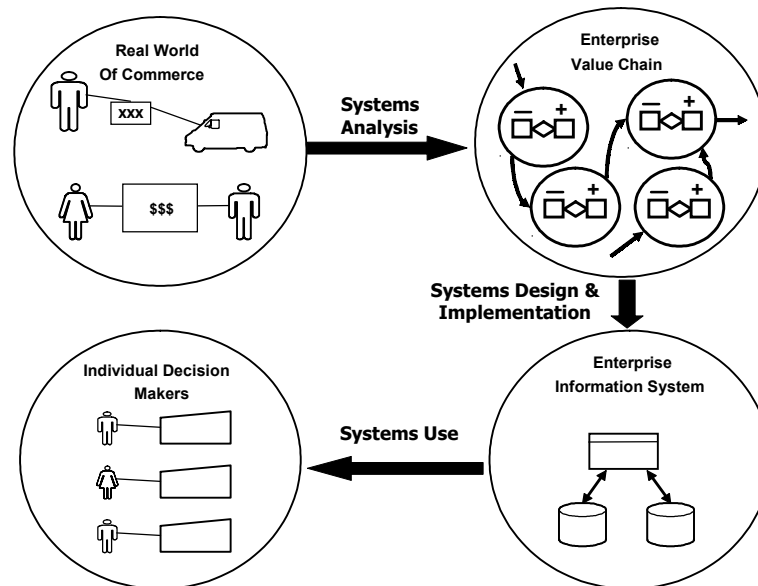 Real World
Of Commerce
XXX
$$$
Systems
Analysis
Enterprise
Value Chain
– +
– +
– +
– +
Systems Design &
Implementation
Individual Decision
Makers
Systems Use
Enterprise
Information System